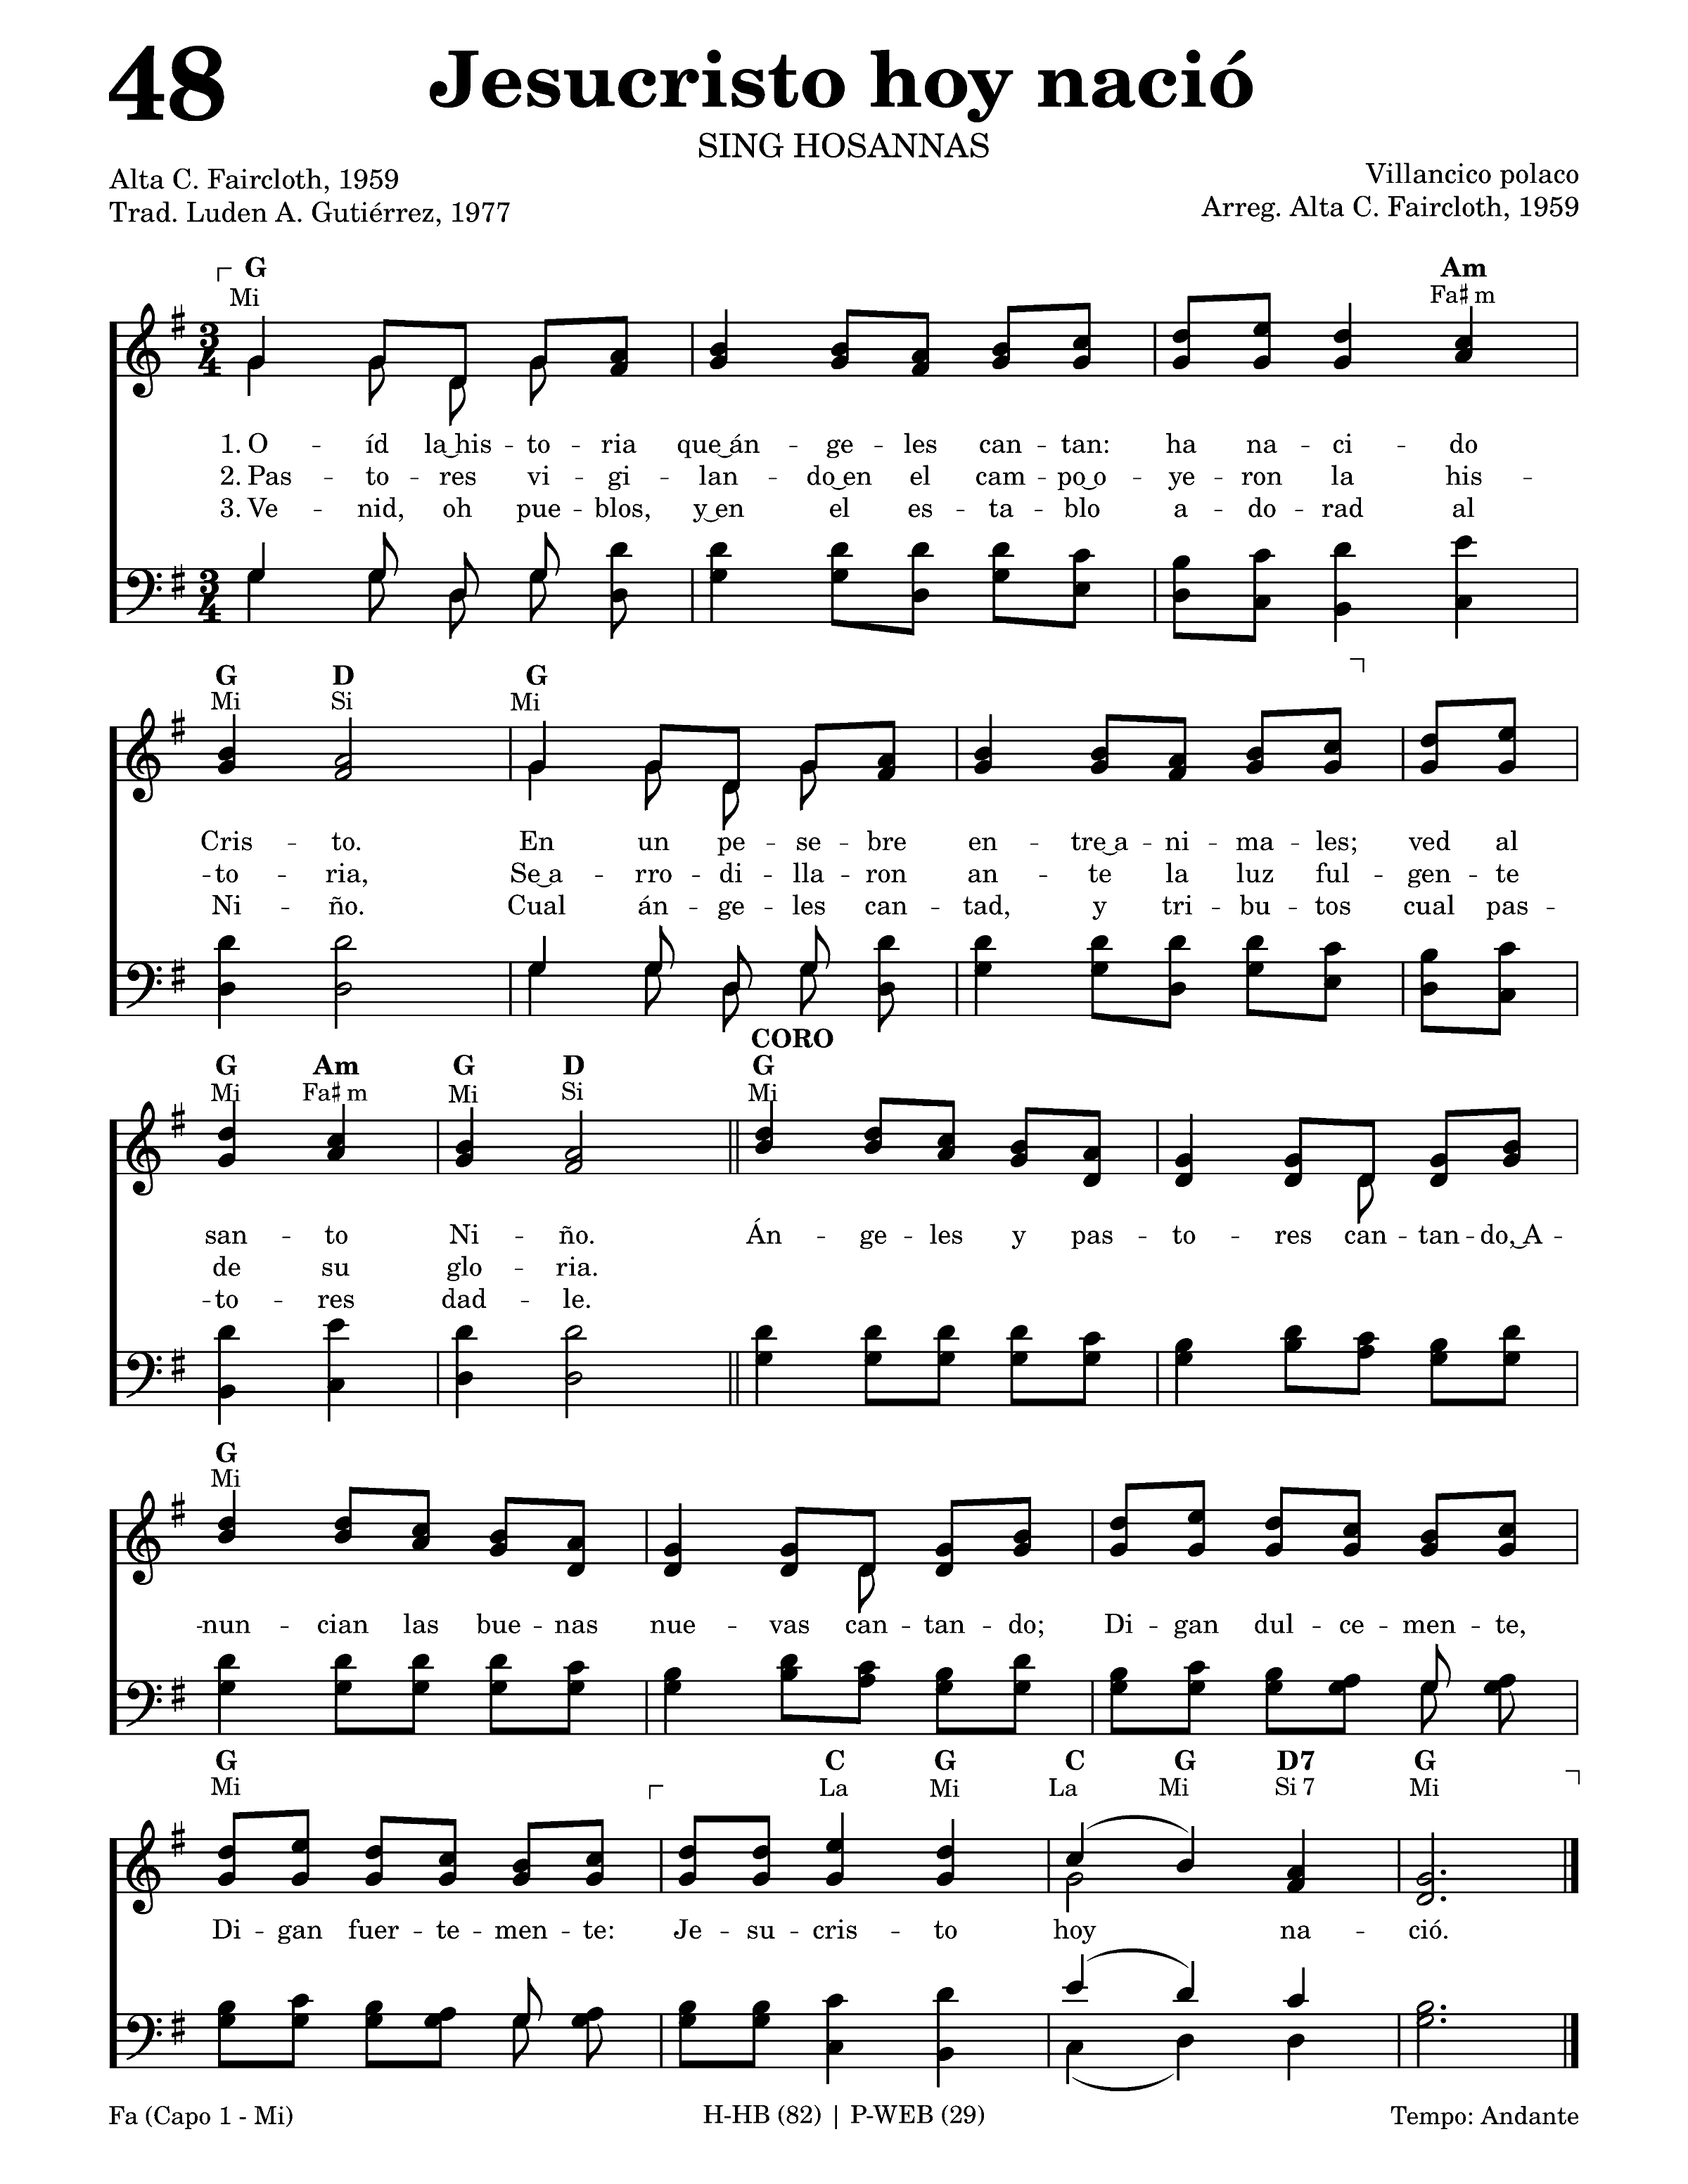 48
Jesucristo hoy nació
SING HOSANNAS
Alta C. Faircloth, 1959
Trad. Luden A. Gutiérrez, 1977
Villancico polaco
Arreg. Alta C. Faircloth, 1959
G Am
Mi Fa♯m
3/4
1. O - íd la his - to - ria que án - ge - les can - tan: ha na - ci - do
2. Pas - to - res vi - gi - lan - do en el cam - po o - ye - ron la his -
3. Ve - nid, oh pue - blos, y en el es - ta - blo a - do - rad al
3/4
G D G
Mi Si Mi
Cris - to. En un pe - se - bre en - tre a - ni - ma - les; ved al
- to - ria, Se a - rro - di - lla - ron an - te la luz ful - gen - te
Ni - ño. Cual án - ge - les can - tad, y tri - bu - tos cual pas -
CORO
G Am G D G
Mi Fa♯m Mi Si Mi
san - to Ni - ño. Án - ge - les y pas - to - res can - tan - do, A -
de su glo - ria.
- to - res dad - le.
G
Mi
- nun - cian las bue - nas nue - vas can - tan - do; Di - gan dul - ce - men - te,
G C G C G D7 G
Mi La Mi La Mi Si 7 Mi
Di - gan fuer - te - men - te: Je - su - cris - to hoy na - ció.
Fa (Capo 1 - Mi)
H-HB (82) | P-WEB (29)
Tempo: Andante